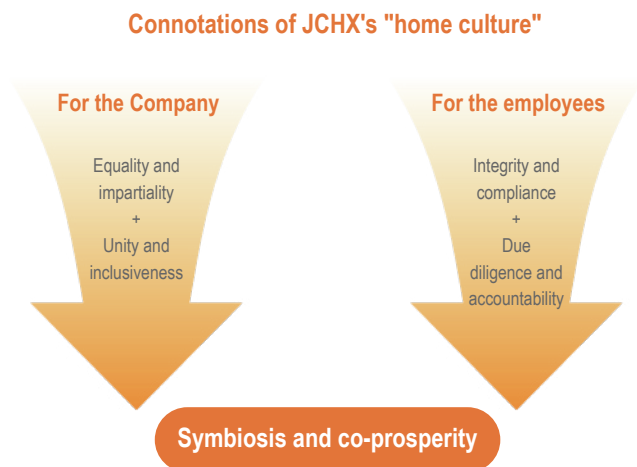 Connotations of JCHX's "home culture"
For the Company
Equality and
impartiality
+
Unity and
inclusiveness
For the employees
Integrity and
compliance
+
Due
diligence and
accountability
Symbiosis and co-prosperity